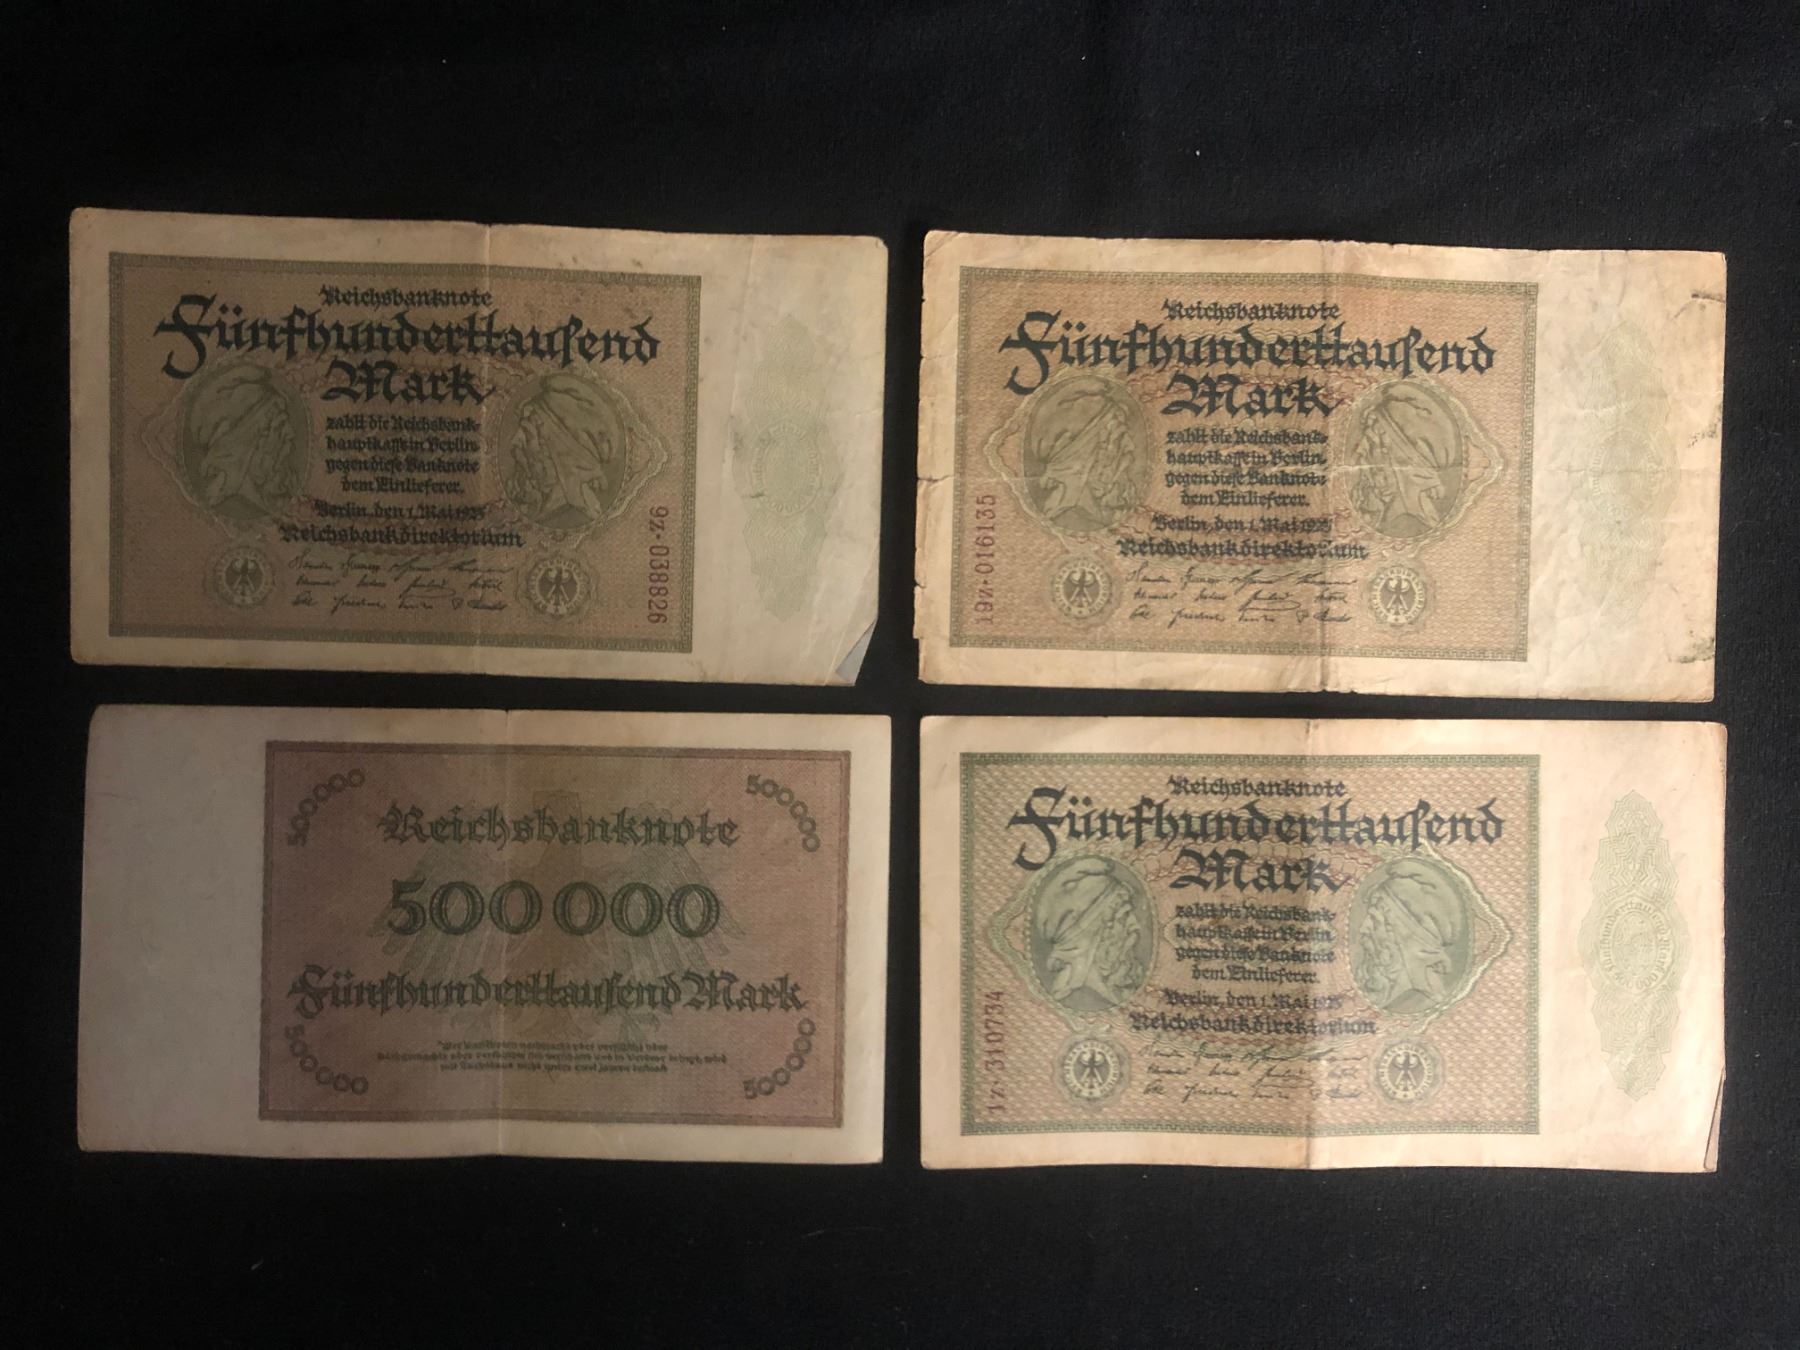 Reichsbanknote
Fünfhunderttausend
Mark
zahlt die Reichsbank-
hauptkasse in Berlin
gegen diese Banknote
dem Einlieferer.
Berlin, den 1. Mai 1923
Reichsbankdirektorium
9z·038826
Reichsbanknote
Fünfhunderttausend
Mark
zahlt die Reichsbank-
hauptkasse in Berlin
gegen diese Banknote
dem Einlieferer.
Berlin, den 1. Mai 1923
Reichsbankdirektorium
19z·016135
500000
500000
Reichsbanknote
500000
Fünfhunderttausend Mark
500000
500000
Reichsbanknote
Fünfhunderttausend
Mark
zahlt die Reichsbank-
hauptkasse in Berlin
gegen diese Banknote
dem Einlieferer.
Berlin, den 1. Mai 1923
Reichsbankdirektorium
1z·310734